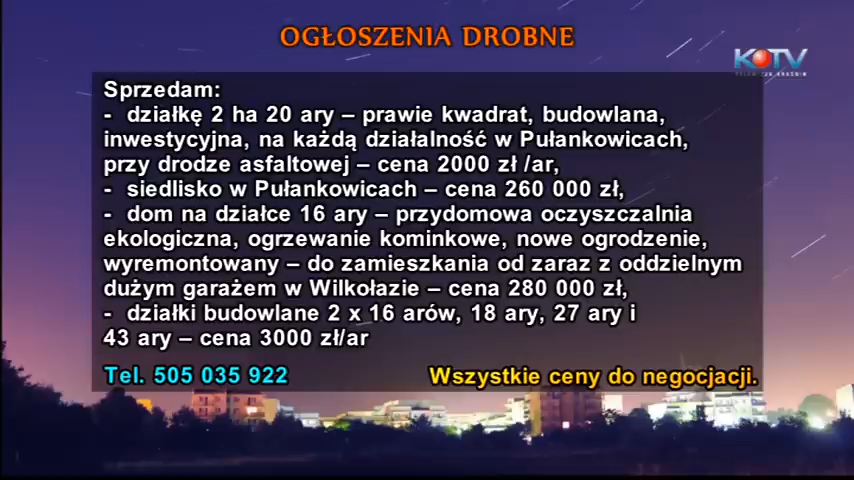 OGŁOSZENIA DROBNE
KOTV
Sprzedam:
- działkę 2 ha 20 ary – prawie kwadrat, budowlana,
inwestycyjna, na każdą działalność w Pułankowicach,
przy drodze asfaltowej – cena 2000 zł /ar,
- siedlisko w Pułankowicach – cena 260 000 zł,
- dom na działce 16 ary – przydomowa oczyszczalnia
ekologiczna, ogrzewanie kominkowe, nowe ogrodzenie,
wyremontowany – do zamieszkania od zaraz z oddzielnym
dużym garażem w Wilkołazie – cena 280 000 zł,
- działki budowlane 2 x 16 arów, 18 ary, 27 ary i
43 ary – cena 3000 zł/ar
Tel. 505 035 922 Wszystkie ceny do negocjacji.